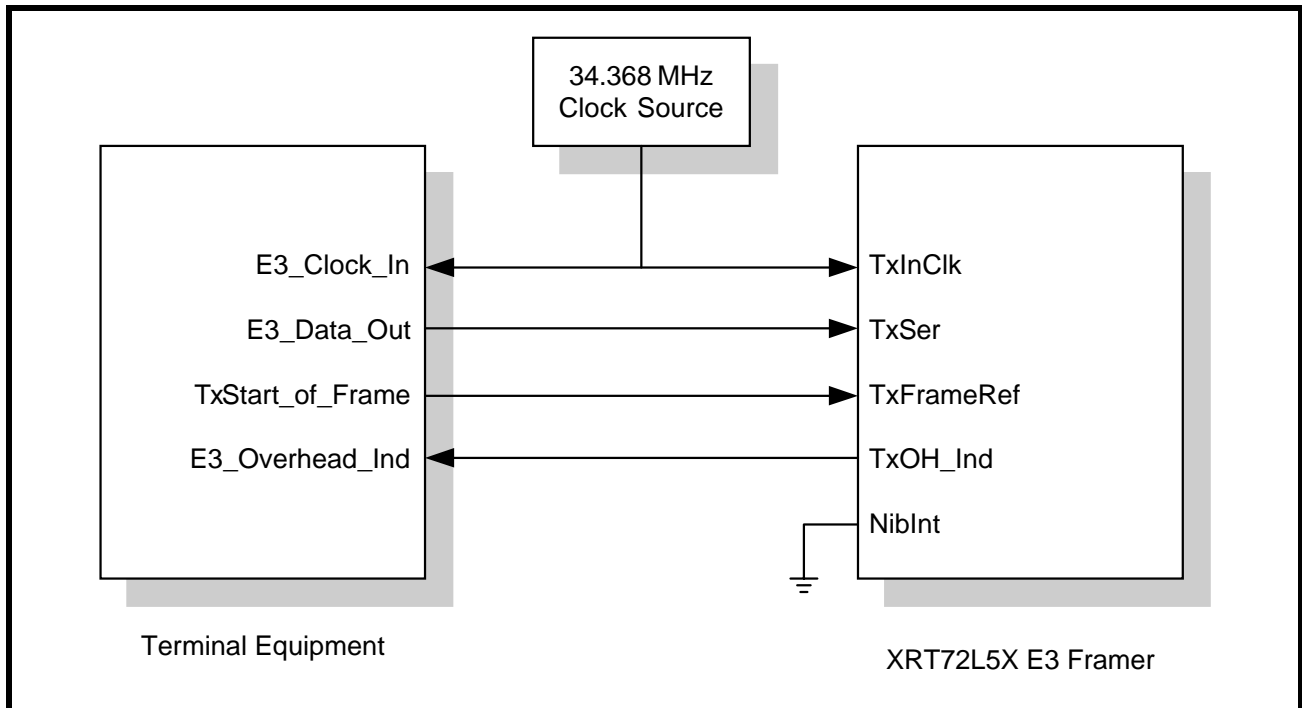 34.368 MHz
Clock Source
E3_Clock_In
TxInClk
E3_Data_Out
TxSer
TxStart_of_Frame
TxFrameRef
E3_Overhead_Ind
TxOH_Ind
NibInt
Terminal Equipment
XRT72L5X E3 Framer